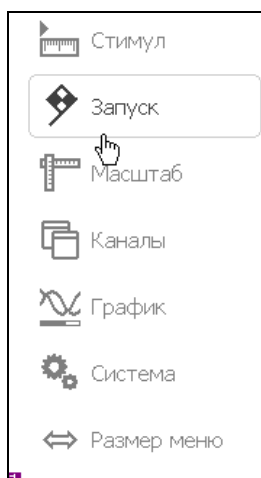 Стимул
Запуск
Масштаб
Каналы
График
Система
Размер меню